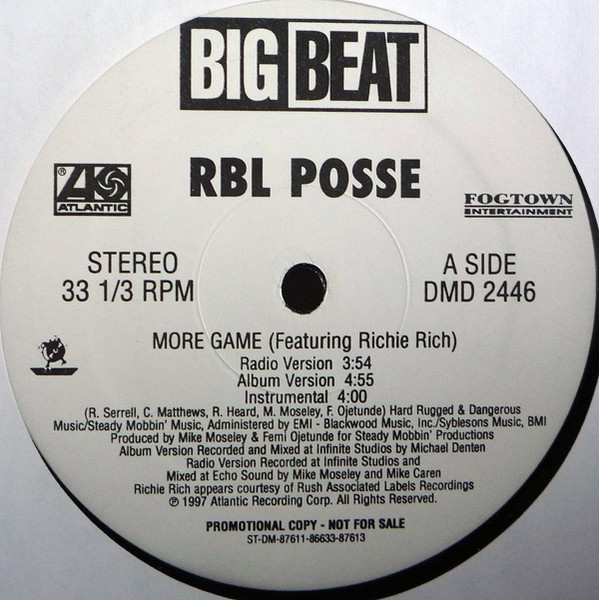 BIG BEAT
RBL POSSE
® ATLANTIC
FOGTOWN
ENTERTAINMENT
STEREO
33 1/3 RPM
A SIDE
DMD 2446
MORE GAME (Featuring Richie Rich)
Radio Version 3:54
Album Version 4:55
Instrumental 4:00
(R. Serrell, C. Matthews, R. Heard, M. Moseley, F. Ojetunde) Hard Rugged & Dangerous
Music/Steady Mobbin' Music, Administered by EMI - Blackwood Music, Inc./Syblesons Music, BMI
Produced by Mike Moseley & Femi Ojetunde for Steady Mobbin' Productions
Album Version Recorded and Mixed at Infinite Studios by Michael Denten
Radio Version Recorded at Infinite Studios and
Mixed at Echo Sound by Mike Moseley and Mike Caren
Richie Rich appears courtesy of Rush Associated Labels Recordings
℗ 1997 Atlantic Recording Corp. All Rights Reserved.
PROMOTIONAL COPY - NOT FOR SALE
ST-DM-87611-86633-87613